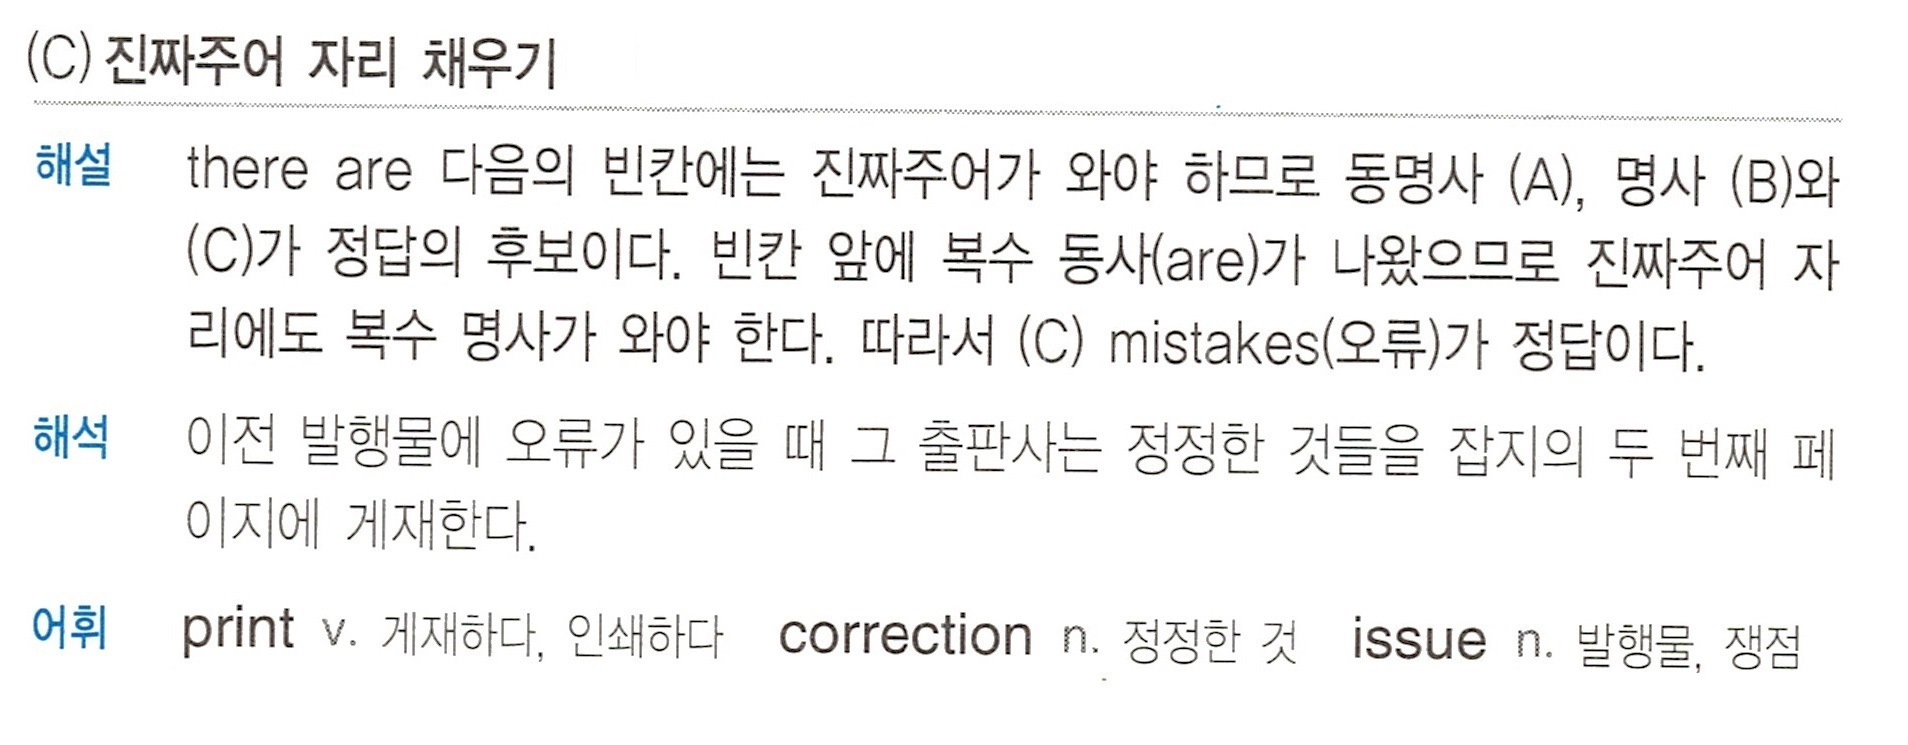 (C) 진짜주어 자리 채우기
해설 there are 다음의 빈칸에는 진짜주어가 와야 하므로 동명사 (A), 명사 (B)와
(C)가 정답의 후보이다. 빈칸 앞에 복수 동사(are)가 나왔으므로 진짜주어 자
리에도 복수 명사가 와야 한다. 따라서 (C) mistakes(오류)가 정답이다.
해석 이전 발행물에 오류가 있을 때 그 출판사는 정정한 것들을 잡지의 두 번째 페
이지에 게재한다.
어휘 print v. 게재하다, 인쇄하다 correction n. 정정한 것 issue n. 발행물, 쟁점